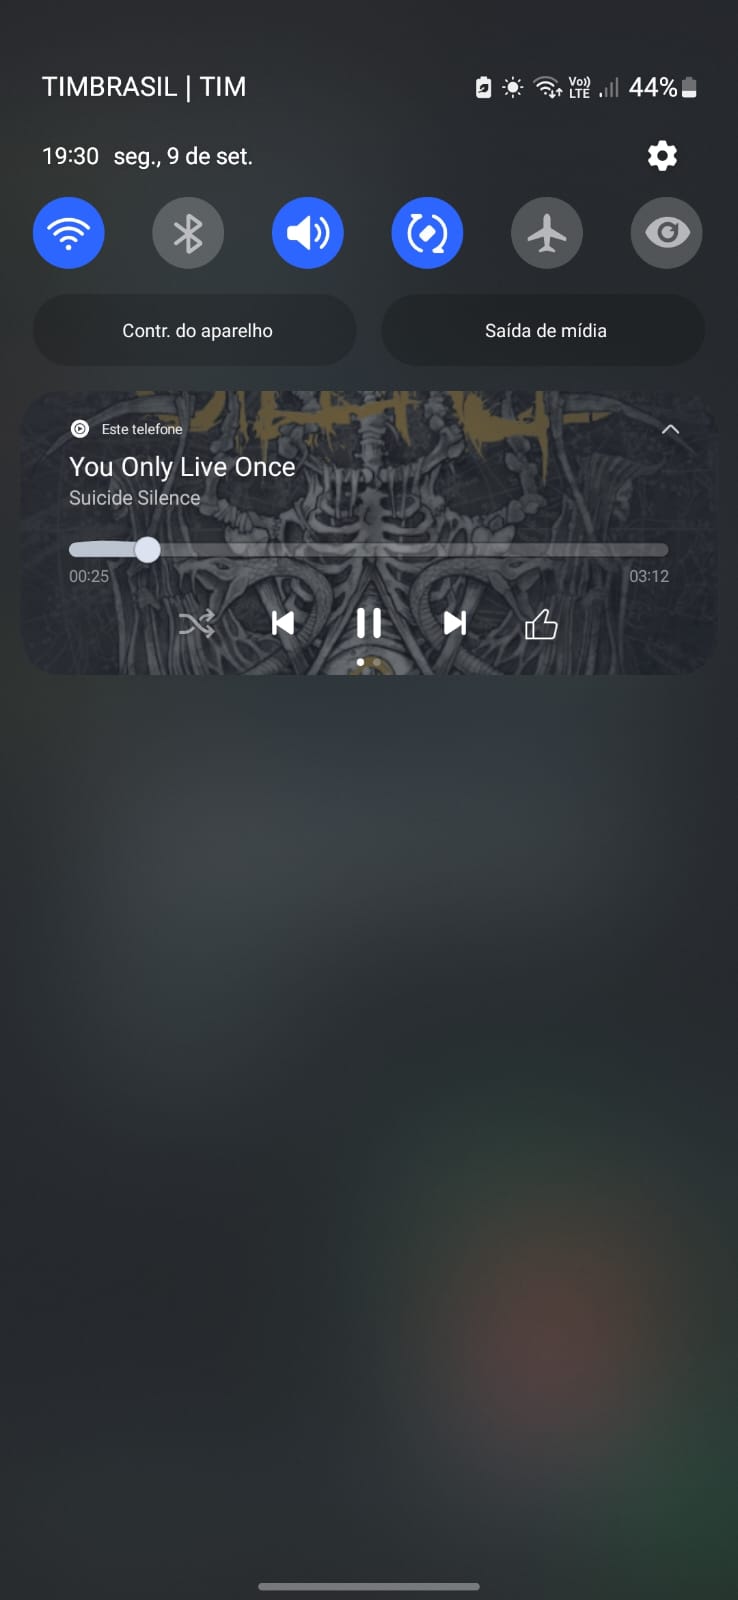 TIMBRASIL | TIM
Vo)) LTE 44%
19:30 seg., 9 de set.
Contr. do aparelho
Saída de mídia
Este telefone
You Only Live Once
Suicide Silence
00:25
03:12